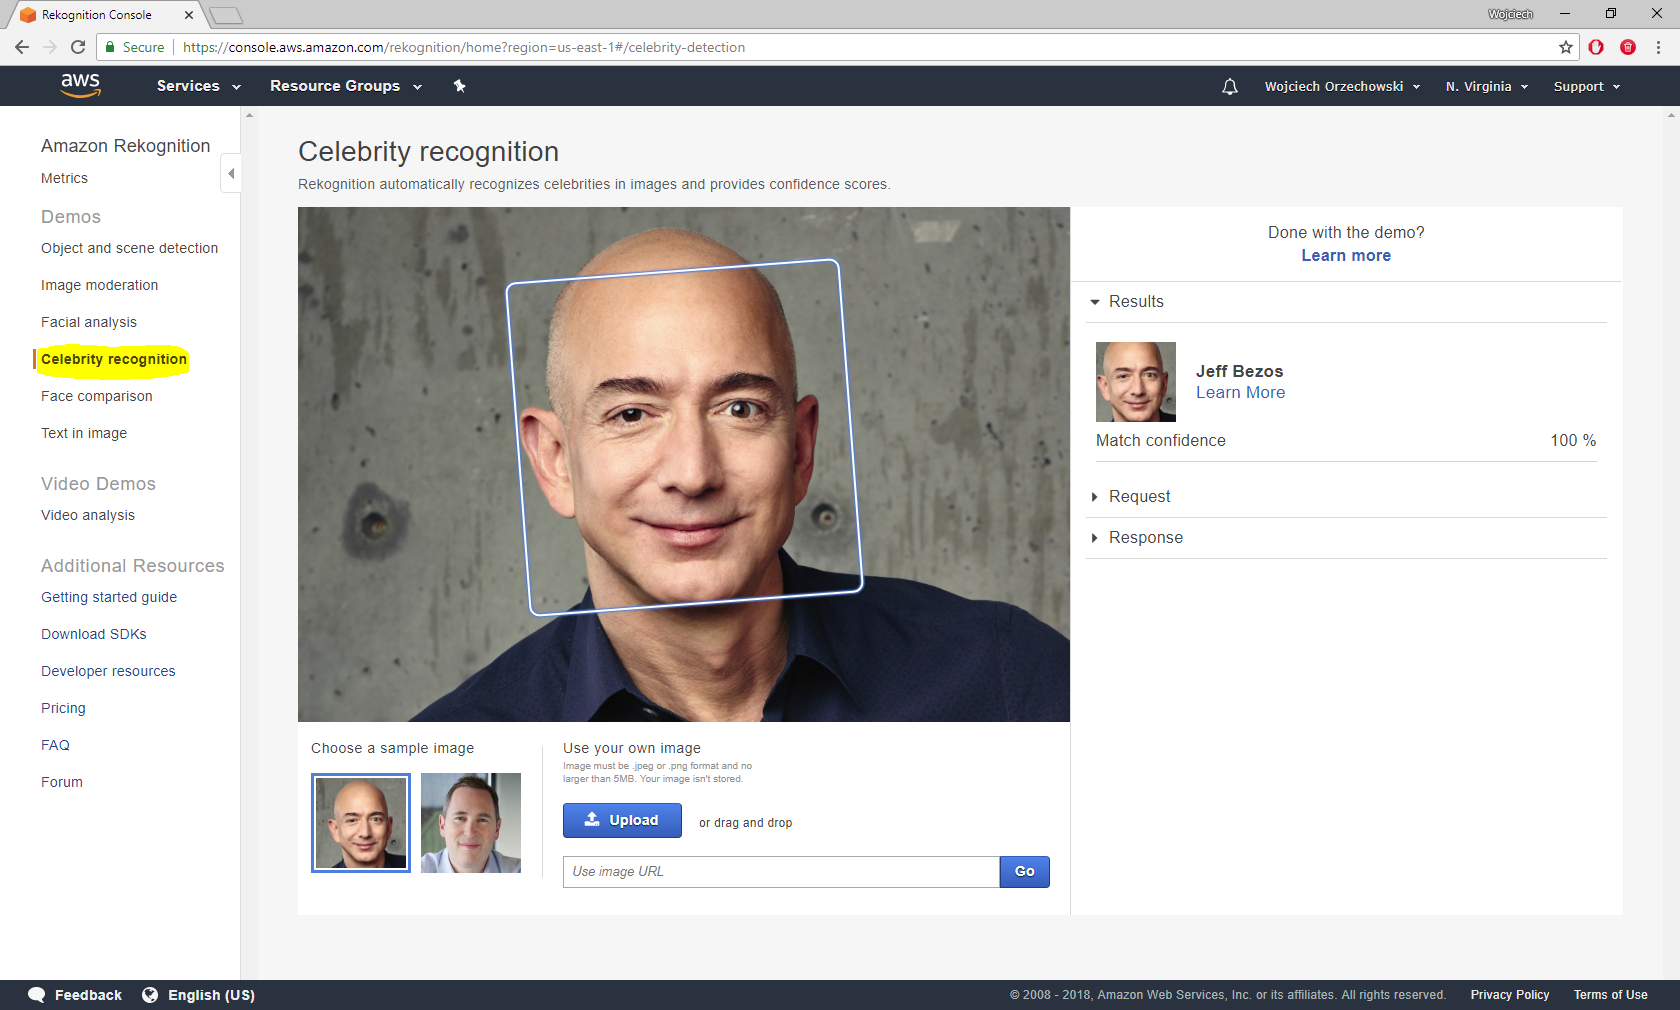 Rekognition Console
Wojciech
Secure
https://console.aws.amazon.com/rekognition/home?region=us-east-1#/celebrity-detection
aws
Services
Resource Groups
Wojciech Orzechowski
N. Virginia
Support
Amazon Rekognition
Metrics
Demos
Object and scene detection
Image moderation
Facial analysis
Celebrity recognition
Face comparison
Text in image
Video Demos
Video analysis
Additional Resources
Getting started guide
Download SDKs
Developer resources
Pricing
FAQ
Forum
Celebrity recognition
Rekognition automatically recognizes celebrities in images and provides confidence scores.
Choose a sample image
Use your own image
Image must be .jpeg or .png format and no
larger than 5MB. Your image isn't stored.
Upload
or drag and drop
Use image URL
Go
Done with the demo?
Learn more
Results
Jeff Bezos
Learn More
Match confidence
100 %
Request
Response
Feedback
English (US)
© 2008 - 2018, Amazon Web Services, Inc. or its affiliates. All rights reserved.
Privacy Policy
Terms of Use